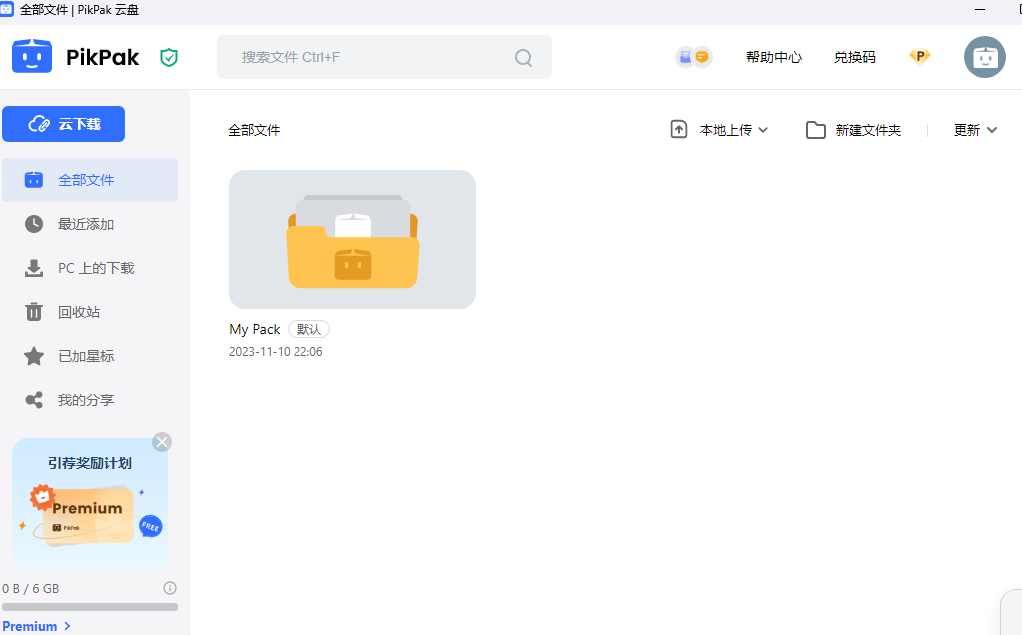 全部文件 | PikPak 云盘
PikPak
搜索文件 Ctrl+F
帮助中心
兑换码
P
云下载
全部文件
最近添加
PC 上的下载
回收站
已加星标
我的分享
引荐奖励计划
Premium
PikPak
FREE
0 B / 6 GB
Premium >
全部文件
本地上传
新建文件夹
更新
My Pack 默认
2023-11-10 22:06